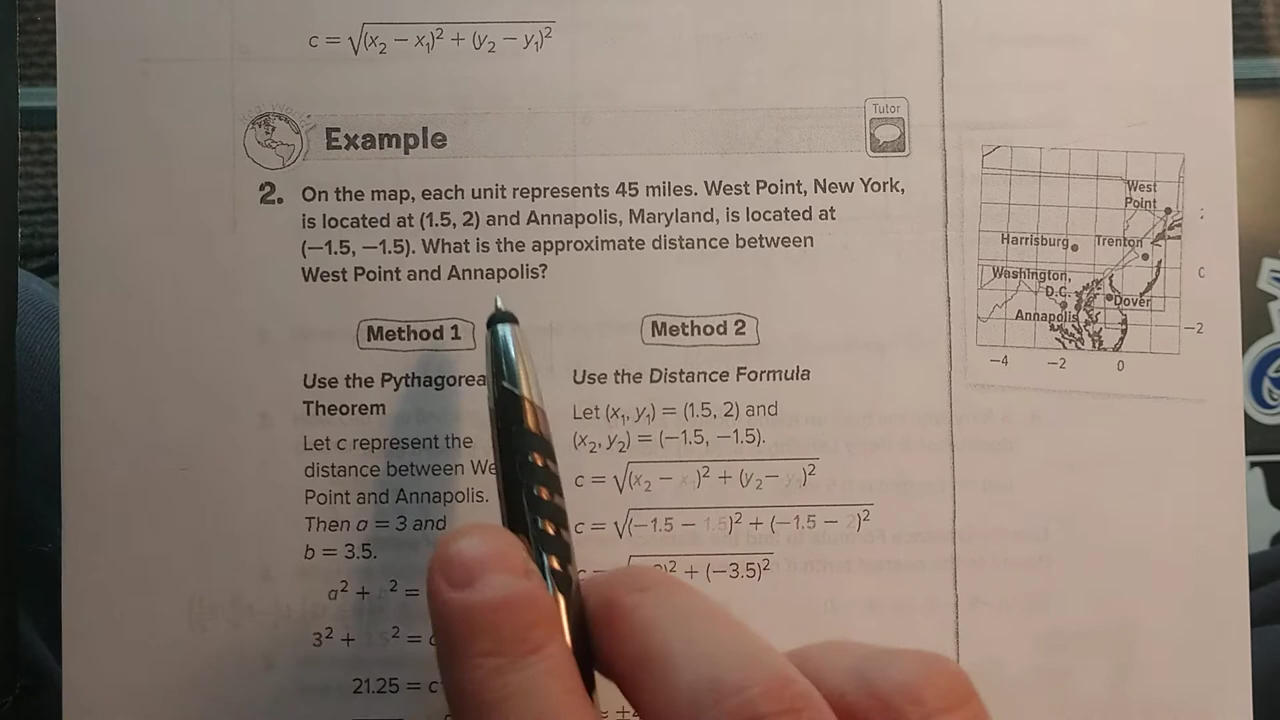 c = √(x₂ − x₁)² + (y₂ − y₁)²
Example
Tutor
2. On the map, each unit represents 45 miles. West Point, New York,
is located at (1.5, 2) and Annapolis, Maryland, is located at
(−1.5, −1.5). What is the approximate distance between
West Point and Annapolis?
Method 1
Use the Pythagorea
Theorem
Let c represent the
distance between We
Point and Annapolis.
Then a = 3 and
b = 3.5.
a² + ² =
3² + ² =
21.25 = c
Method 2
Use the Distance Formula
Let (x₁, y₁) = (1.5, 2) and
(x₂, y₂) = (−1.5, −1.5).
c = √(x₂ − x₁)² + (y₂ − y₁)²
c = √(−1.5 − 1.5)² + (−1.5 − 2)²
)² + (−3.5)²
West
Point
Harrisburg
Trenton
Washington,
D.C.
Dover
Annapolis
−2
−4 −2 0